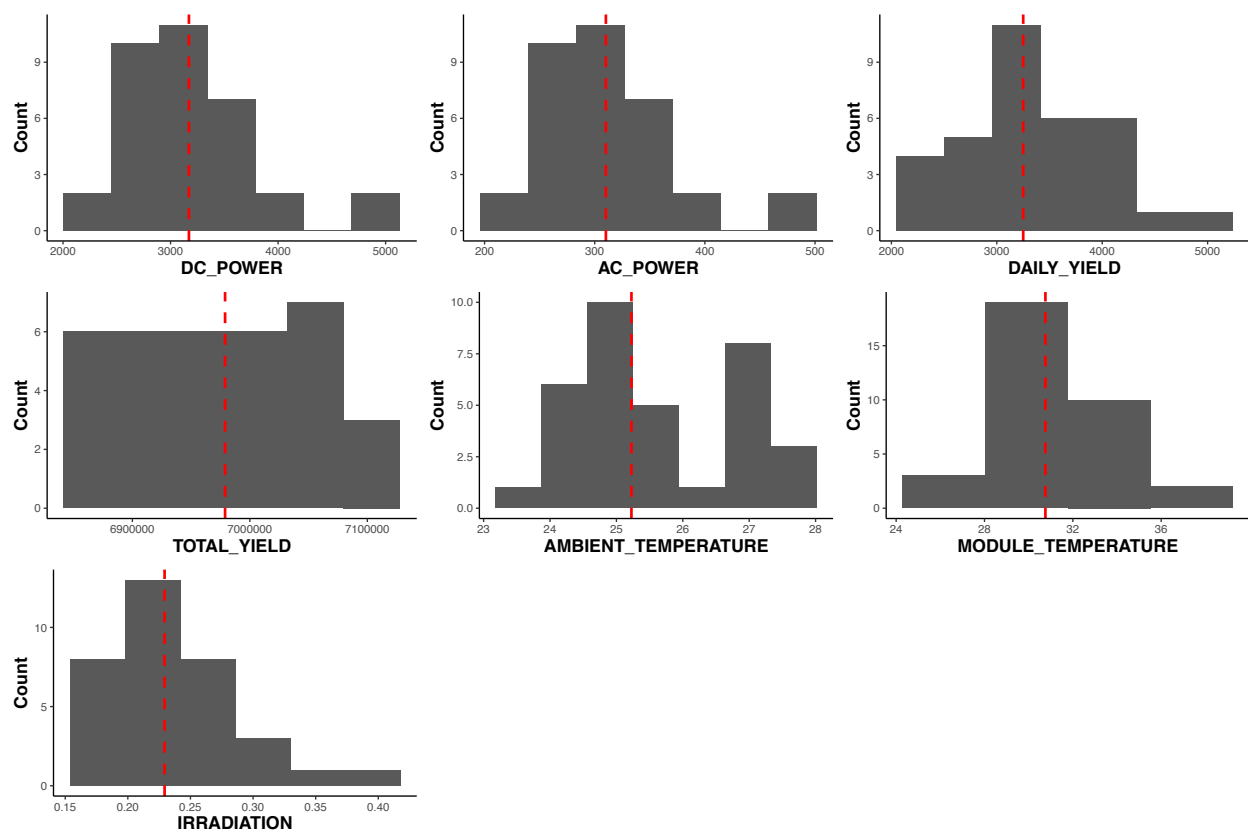 Count
9
6
3
0
2000 3000 4000 5000
DC_POWER
Count
9
6
3
0
200 300 400 500
AC_POWER
Count
9
6
3
0
2000 3000 4000 5000
DAILY_YIELD
Count
6
4
2
0
6900000 7000000 7100000
TOTAL_YIELD
Count
10.0
7.5
5.0
2.5
0.0
23 24 25 26 27 28
AMBIENT_TEMPERATURE
Count
15
10
5
0
24 28 32 36
MODULE_TEMPERATURE
Count
10
5
0
0.15 0.20 0.25 0.30 0.35 0.40
IRRADIATION